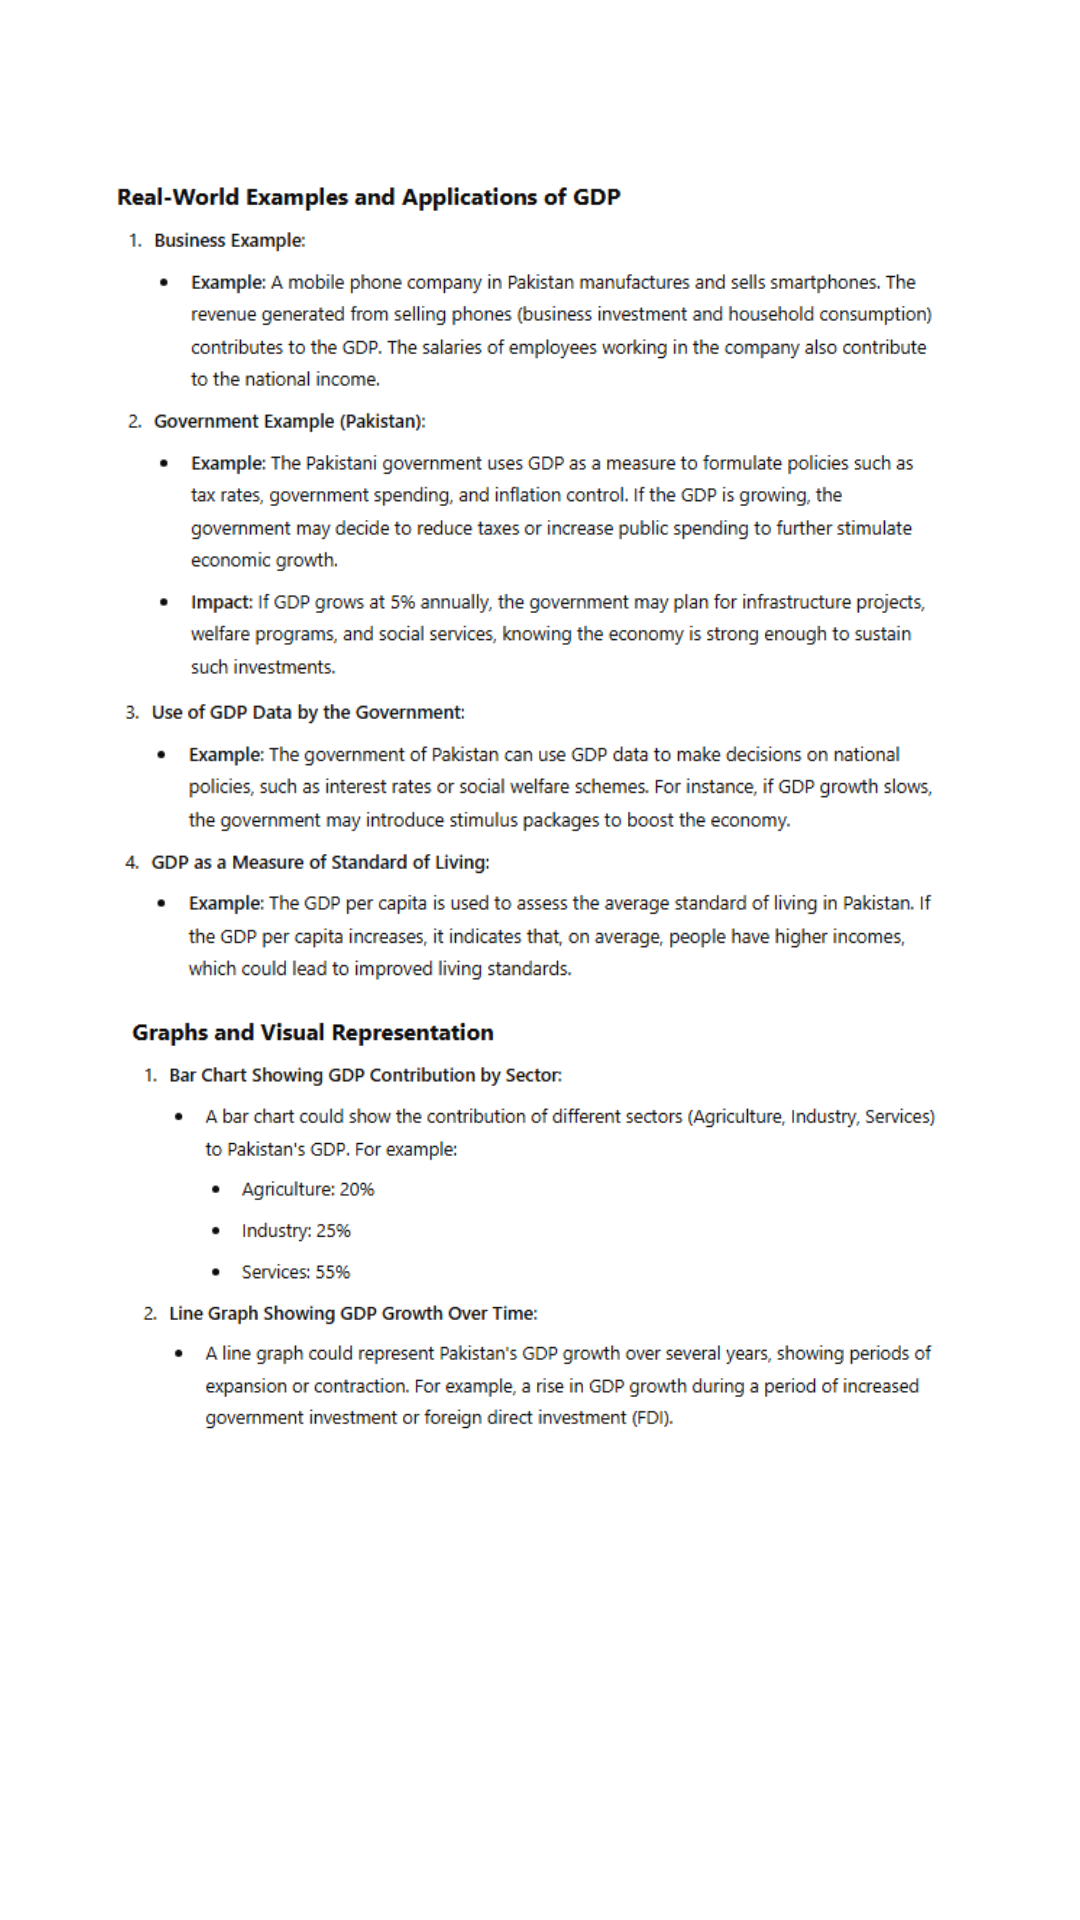 Real-World Examples and Applications of GDP
1. Business Example:
• Example: A mobile phone company in Pakistan manufactures and sells smartphones. The
revenue generated from selling phones (business investment and household consumption)
contributes to the GDP. The salaries of employees working in the company also contribute
to the national income.
2. Government Example (Pakistan):
• Example: The Pakistani government uses GDP as a measure to formulate policies such as
tax rates, government spending, and inflation control. If the GDP is growing, the
government may decide to reduce taxes or increase public spending to further stimulate
economic growth.
• Impact: If GDP grows at 5% annually, the government may plan for infrastructure projects,
welfare programs, and social services, knowing the economy is strong enough to sustain
such investments.
3. Use of GDP Data by the Government:
• Example: The government of Pakistan can use GDP data to make decisions on national
policies, such as interest rates or social welfare schemes. For instance, if GDP growth slows,
the government may introduce stimulus packages to boost the economy.
4. GDP as a Measure of Standard of Living:
• Example: The GDP per capita is used to assess the average standard of living in Pakistan. If
the GDP per capita increases, it indicates that, on average, people have higher incomes,
which could lead to improved living standards.
Graphs and Visual Representation
1. Bar Chart Showing GDP Contribution by Sector:
• A bar chart could show the contribution of different sectors (Agriculture, Industry, Services)
to Pakistan's GDP. For example:
• Agriculture: 20%
• Industry: 25%
• Services: 55%
2. Line Graph Showing GDP Growth Over Time:
• A line graph could represent Pakistan's GDP growth over several years, showing periods of
expansion or contraction. For example, a rise in GDP growth during a period of increased
government investment or foreign direct investment (FDI).